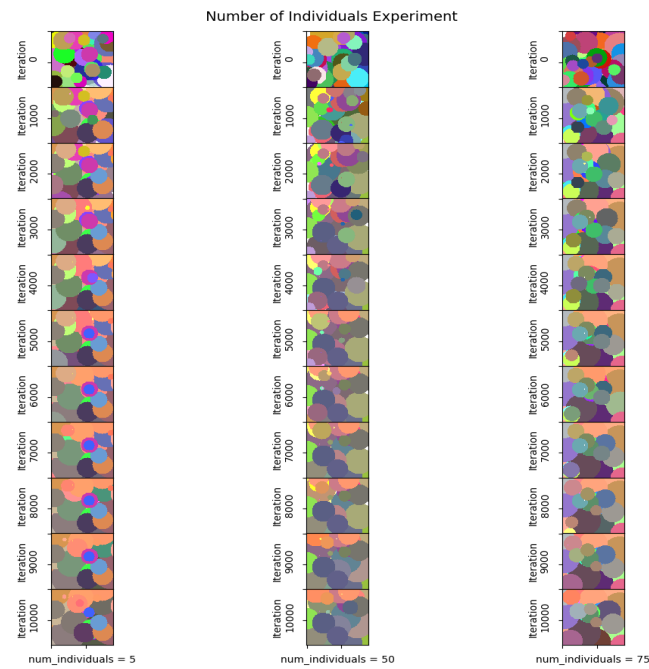 Number of Individuals Experiment
Iteration 0
Iteration 0
Iteration 0
Iteration 1000
Iteration 1000
Iteration 1000
Iteration 2000
Iteration 2000
Iteration 2000
Iteration 3000
Iteration 3000
Iteration 3000
Iteration 4000
Iteration 4000
Iteration 4000
Iteration 5000
Iteration 5000
Iteration 5000
Iteration 6000
Iteration 6000
Iteration 6000
Iteration 7000
Iteration 7000
Iteration 7000
Iteration 8000
Iteration 8000
Iteration 8000
Iteration 9000
Iteration 9000
Iteration 9000
Iteration 10000
Iteration 10000
Iteration 10000
num_individuals = 5
num_individuals = 50
num_individuals = 75